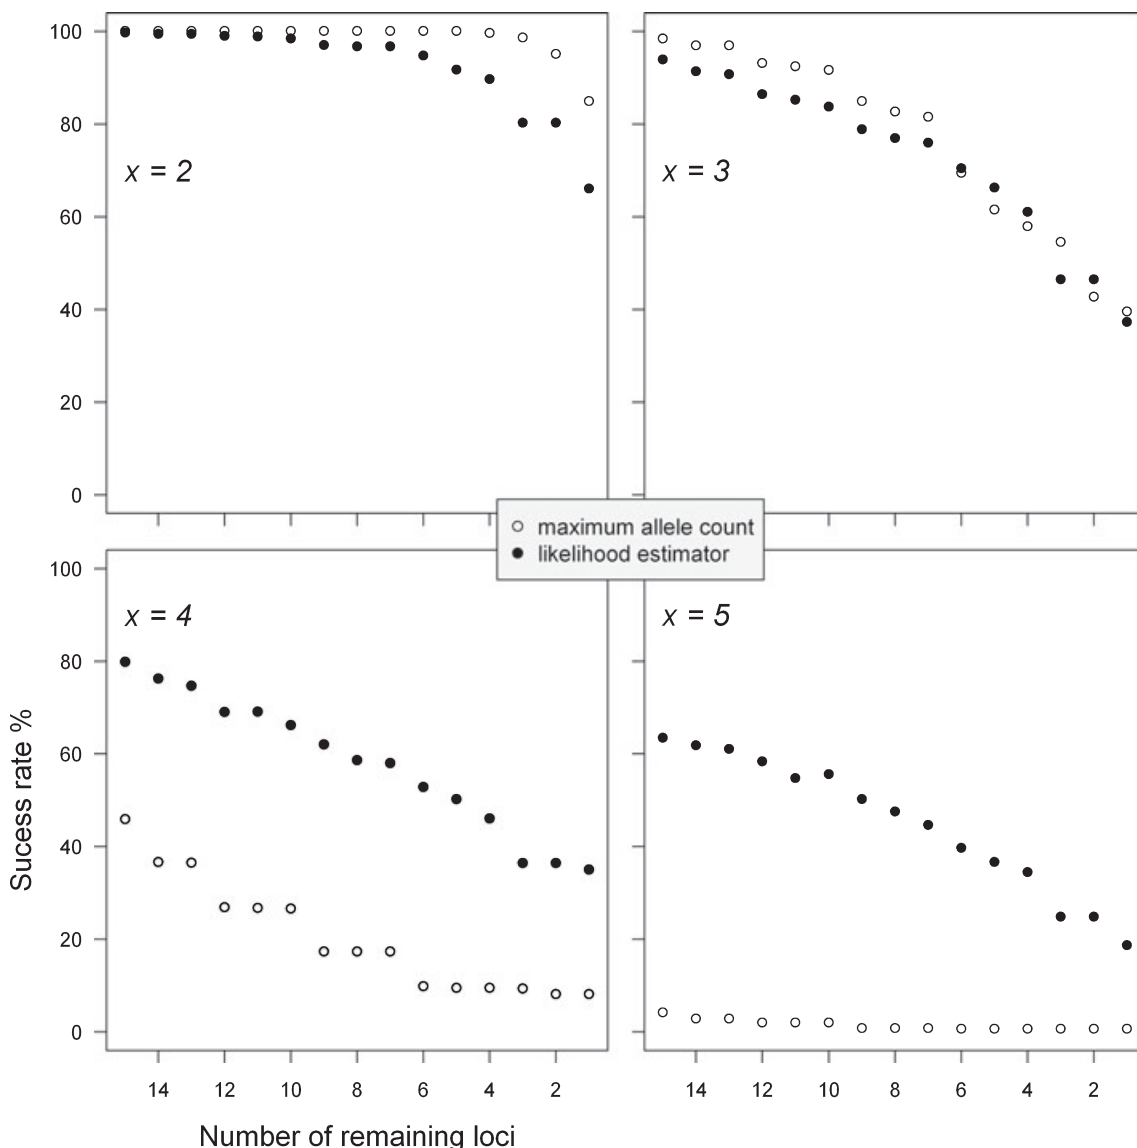 100
80
60
40
20
0
x = 2
x = 3
maximum allele count
likelihood estimator
100
80
60
40
20
0
x = 4
x = 5
Sucess rate %
14 12 10 8 6 4 2
14 12 10 8 6 4 2
Number of remaining loci